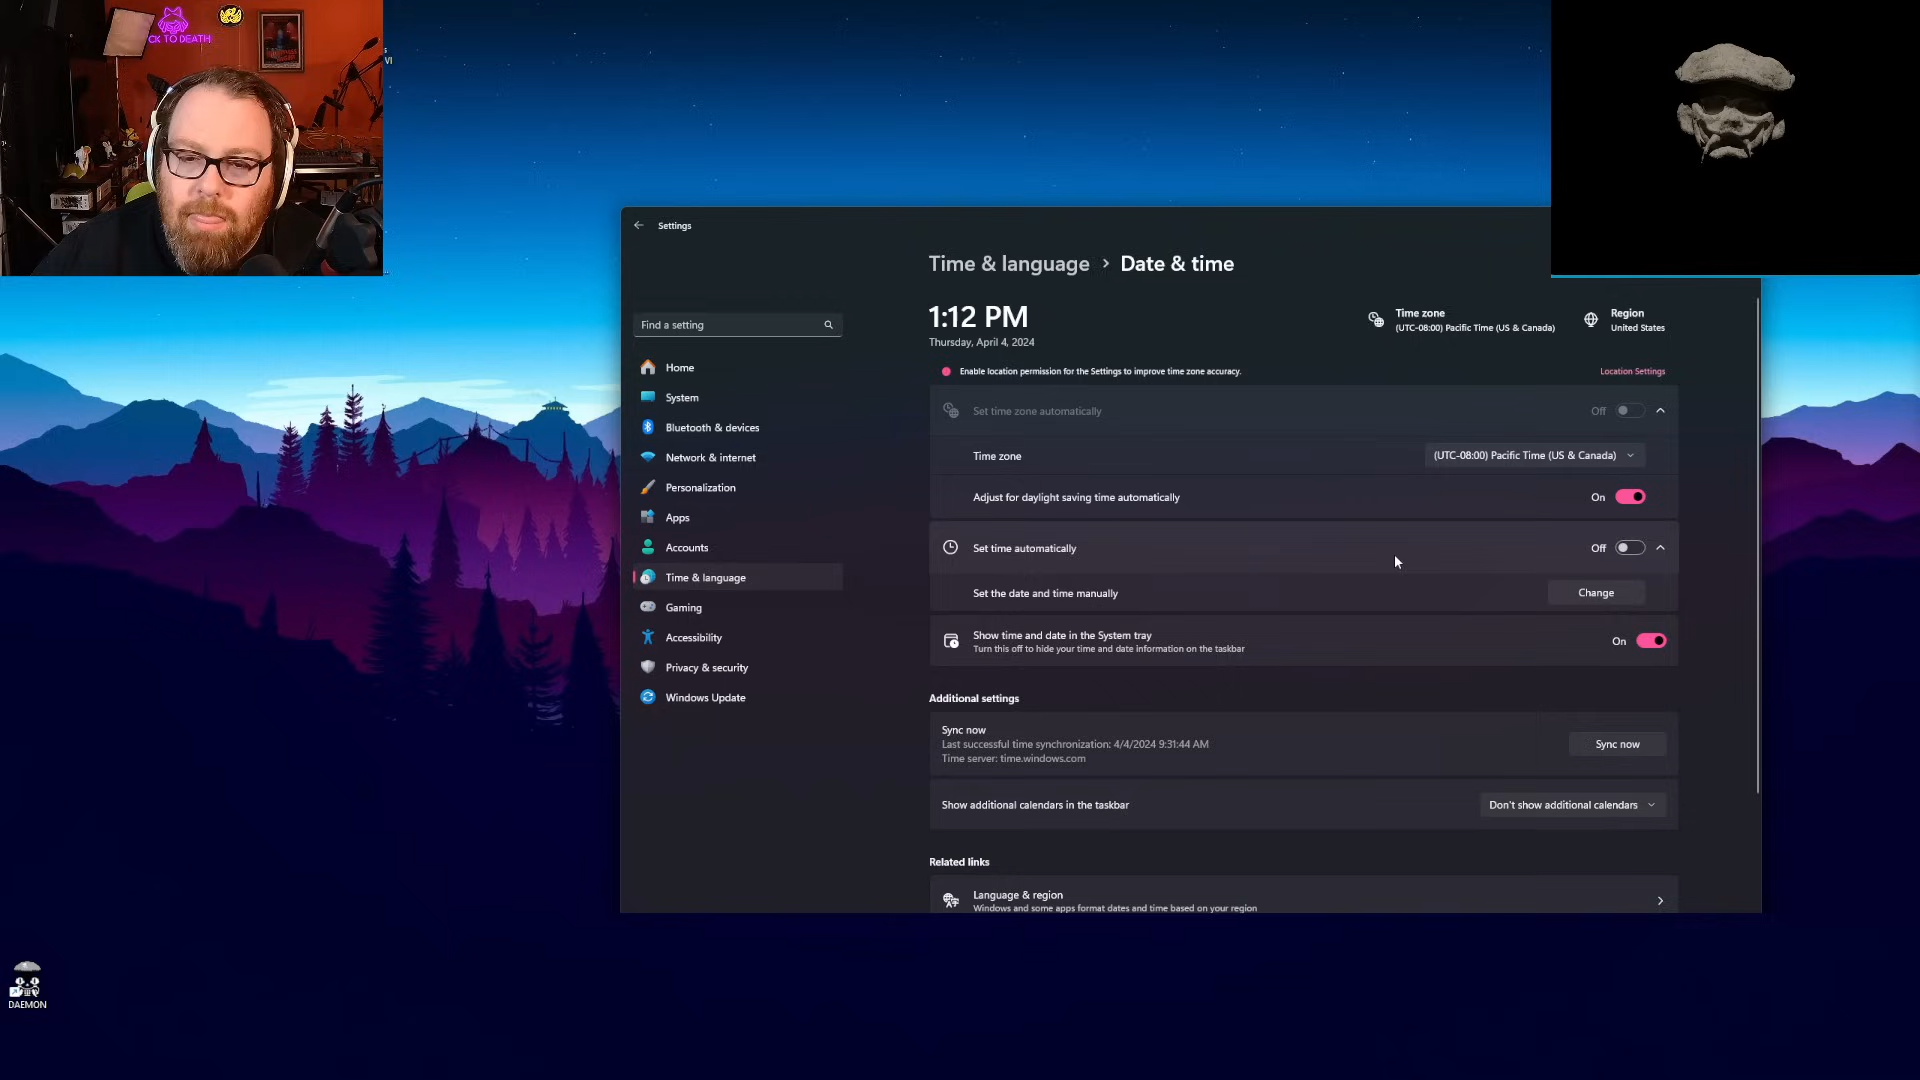 CK TO DEATH
Settings
Time & language > Date & time
Find a setting
Home
System
Bluetooth & devices
Network & internet
Personalization
Apps
Accounts
Time & language
Gaming
Accessibility
Privacy & security
Windows Update
1:12 PM
Thursday, April 4, 2024
Time zone
(UTC-08:00) Pacific Time (US & Canada)
Region
United States
Enable location permission for the Settings to improve time zone accuracy.
Location Settings
Set time zone automatically
Off
Time zone
(UTC-08:00) Pacific Time (US & Canada)
Adjust for daylight saving time automatically
On
Set time automatically
Off
Set the date and time manually
Change
Show time and date in the System tray
Turn this off to hide your time and date information on the taskbar
On
Additional settings
Sync now
Last successful time synchronization: 4/4/2024 9:31:44 AM
Time server: time.windows.com
Sync now
Show additional calendars in the taskbar
Don't show additional calendars
Related links
Language & region
Windows and some apps format dates and time based on your region
DAEMON